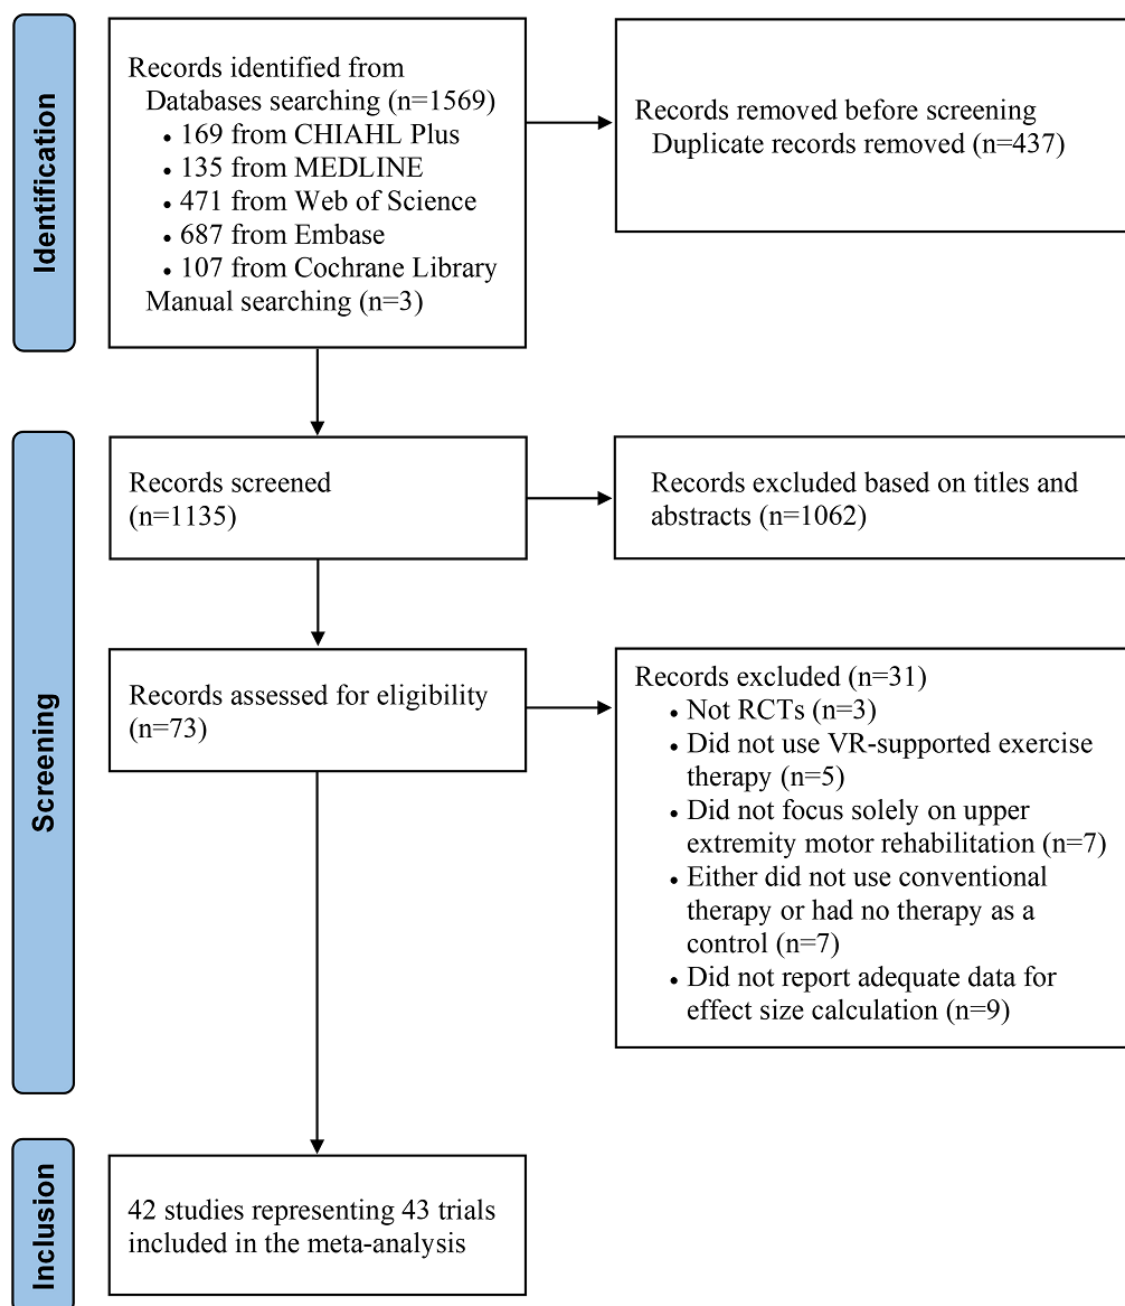 Identification
Records identified from
Databases searching (n=1569)
• 169 from CHIAHL Plus
• 135 from MEDLINE
• 471 from Web of Science
• 687 from Embase
• 107 from Cochrane Library
Manual searching (n=3)
Records removed before screening
Duplicate records removed (n=437)
Screening
Records screened
(n=1135)
Records excluded based on titles and
abstracts (n=1062)
Records assessed for eligibility
(n=73)
Records excluded (n=31)
• Not RCTs (n=3)
• Did not use VR-supported exercise
therapy (n=5)
• Did not focus solely on upper
extremity motor rehabilitation (n=7)
• Either did not use conventional
therapy or had no therapy as a
control (n=7)
• Did not report adequate data for
effect size calculation (n=9)
Inclusion
42 studies representing 43 trials
included in the meta-analysis